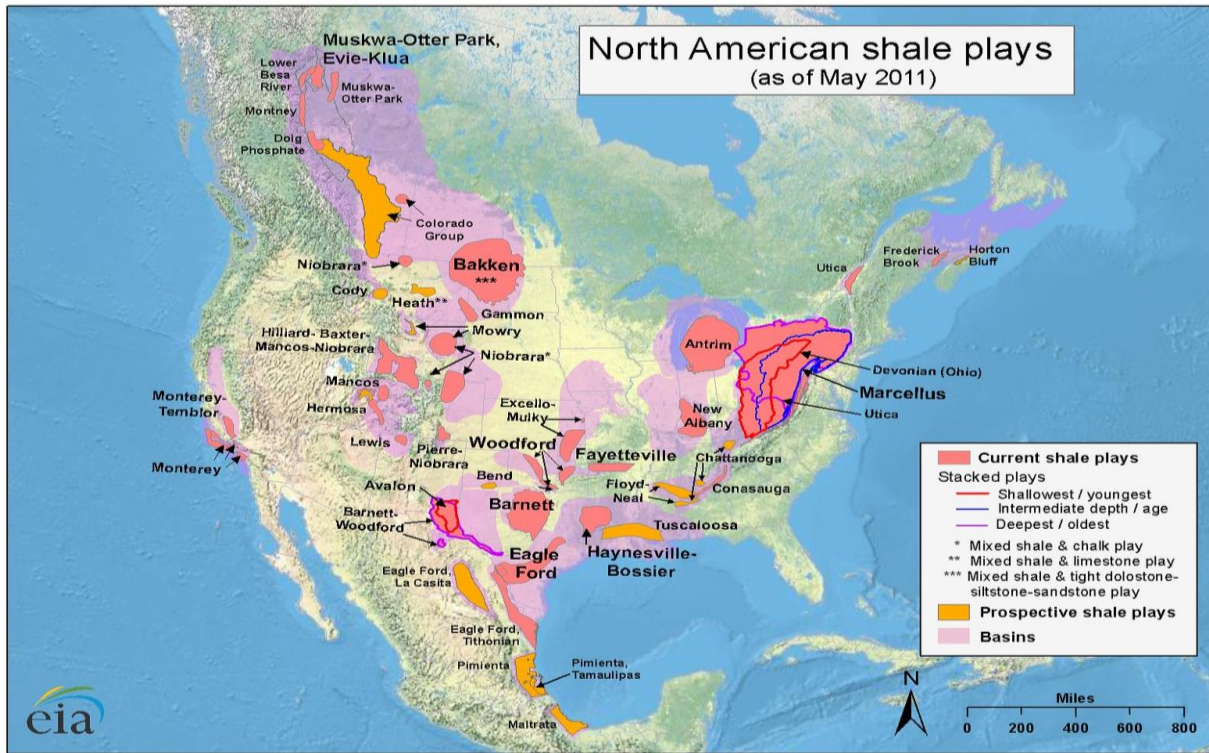 North American shale plays
(as of May 2011)
Muskwa-Otter Park,
Evie-Klua
Lower
Besa
River
Muskwa-
Otter Park
Montney
Doig
Phosphate
Colorado
Group
Niobrara*
Bakken
***
Cody
Heath**
Gammon
Mowry
Hilliard- Baxter-
Mancos-Niobrara
Niobrara*
Antrim
Utica
Frederick
Brook
Horton
Bluff
Devonian (Ohio)
Marcellus
Utica
Mancos
Hermosa
Monterey-
Temblor
Monterey
Lewis
Pierre-
Niobrara
Excello-
Mulky
Woodford
New
Albany
Fayetteville
Chattanooga
Bend
Floyd-
Neal
Conasauga
Avalon
Barnett
Barnett-
Woodford
Tuscaloosa
Haynesville-
Bossier
Eagle
Ford
Eagle Ford,
La Casita
Eagle Ford,
Tithonian
Pimienta
Pimienta,
Tamaulipas
Maltrata
Current shale plays
Stacked plays
Shallowest / youngest
Intermediate depth / age
Deepest / oldest
* Mixed shale & chalk play
** Mixed shale & limestone play
*** Mixed shale & tight dolostone-
siltstone-sandstone play
Prospective shale plays
Basins
N
Miles
0 200 400 600 800
eia